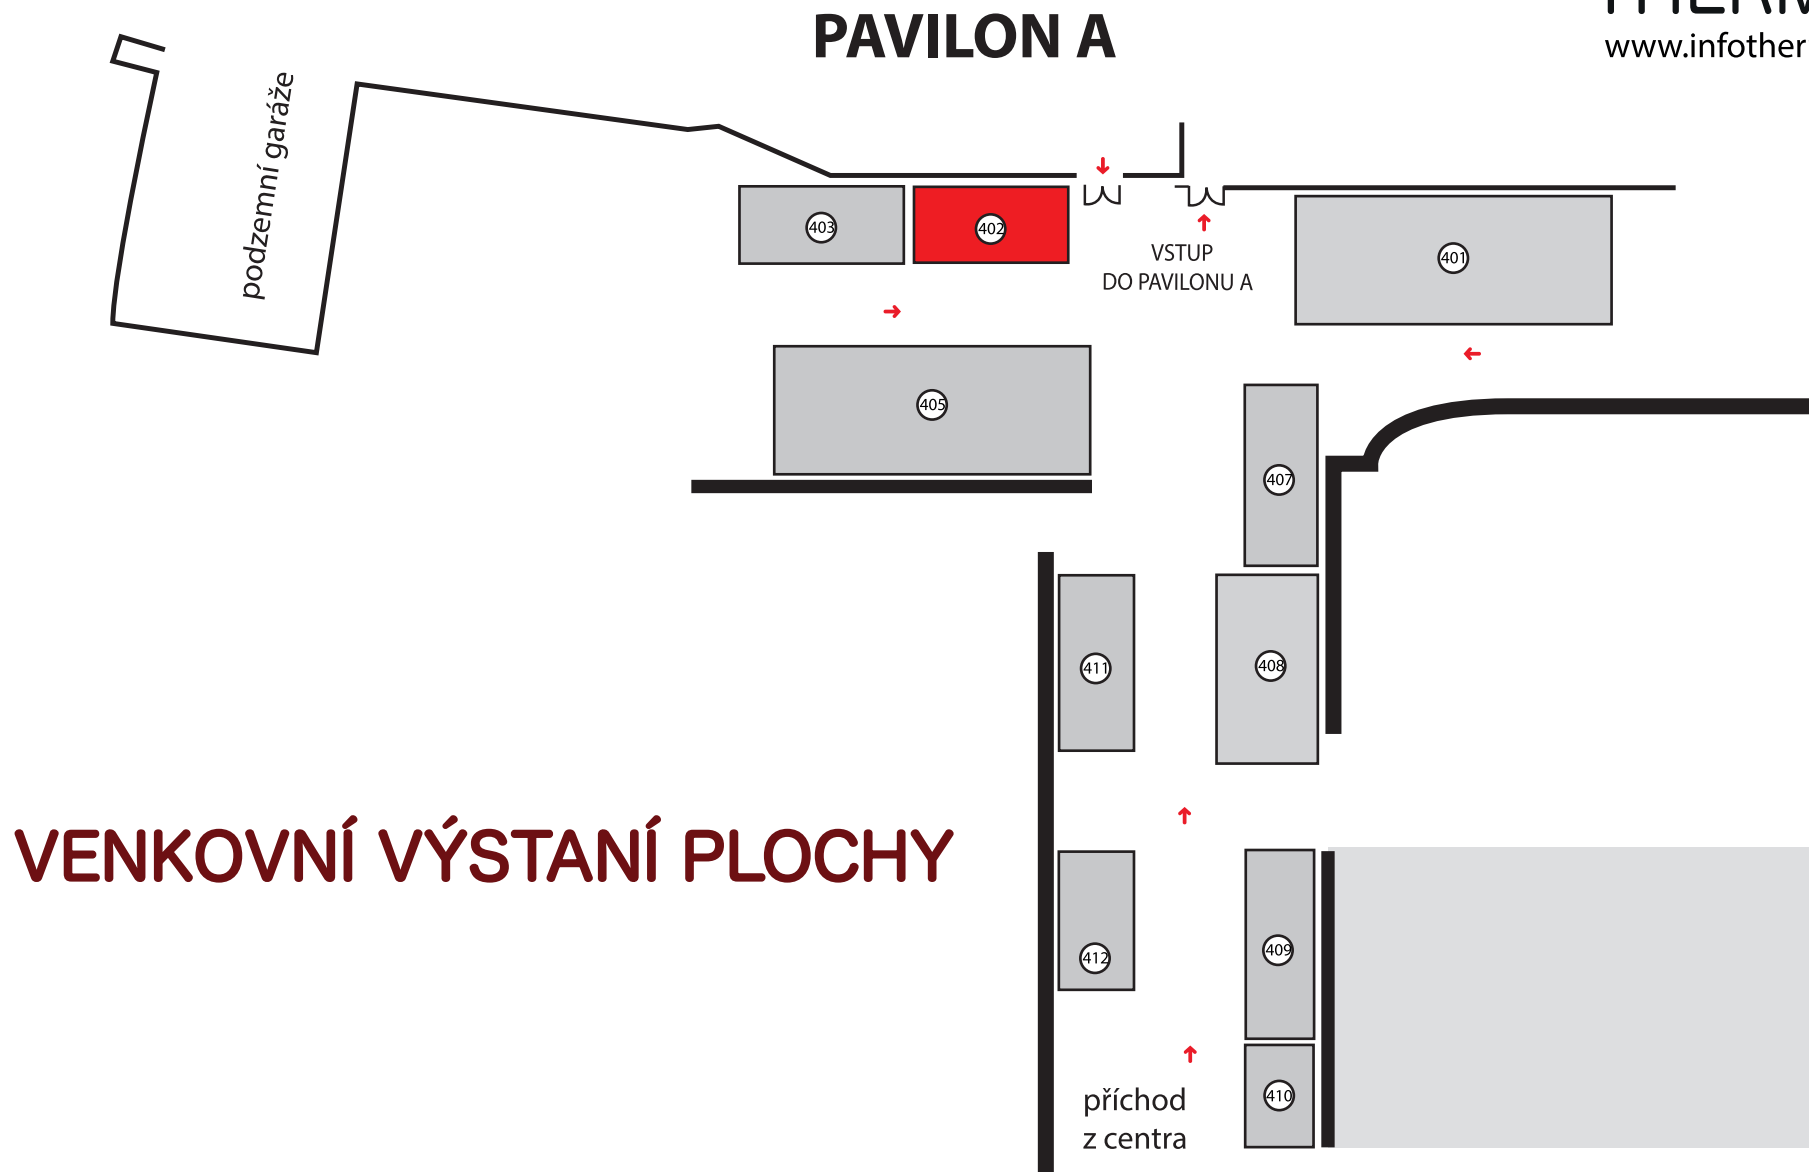 PAVILON A
www.infother
podzemní garáže
403
402
VSTUP
DO PAVILONU A
401
405
407
411
408
VENKOVNÍ VÝSTANÍ PLOCHY
412
409
410
příchod
z centra